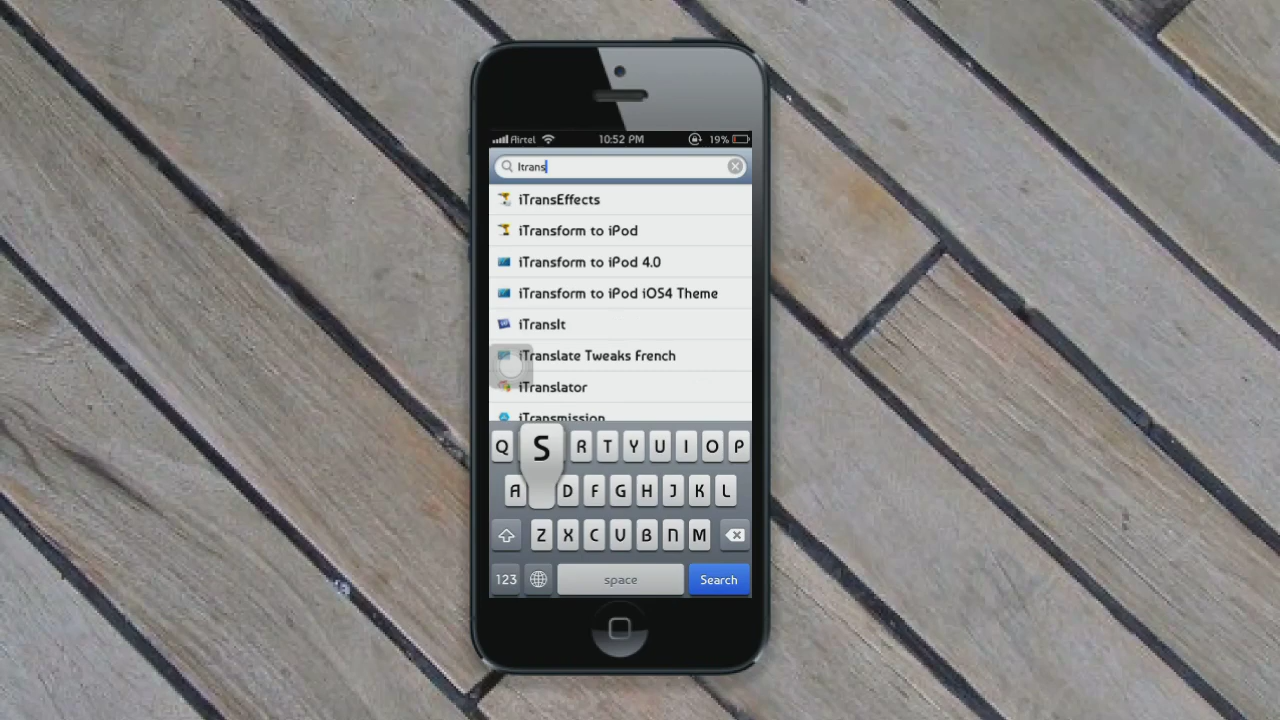 Airtel 10:52 PM 19%
Itrans
iTransEffects
iTransform to iPod
iTransform to iPod 4.0
iTransform to iPod iOS4 Theme
iTransIt
iTranslate Tweaks French
iTranslator
iTransmission
Q S R T Y U I O P
A D F G H J K L
Z X C V B N M
123 space Search